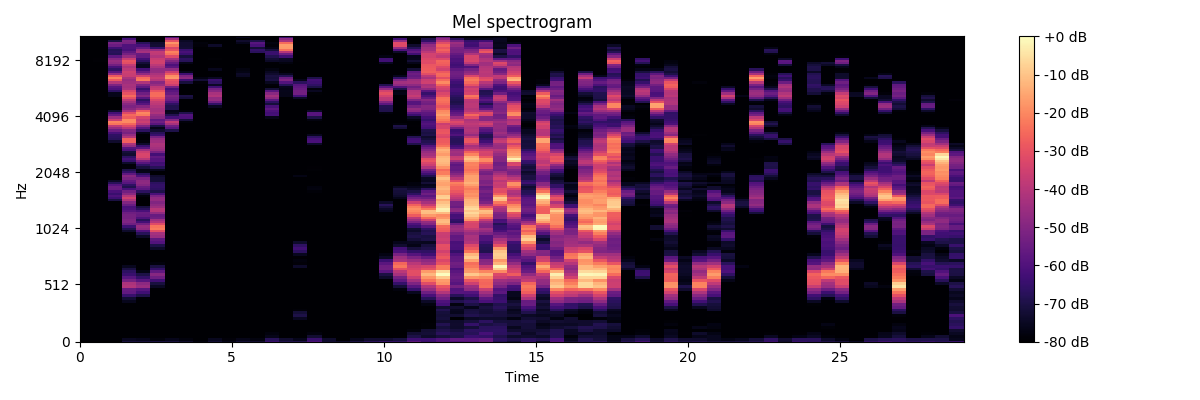 Mel spectrogram
8192
4096
2048
1024
512
0
Hz
0 5 10 15 20 25
Time
+0 dB
-10 dB
-20 dB
-30 dB
-40 dB
-50 dB
-60 dB
-70 dB
-80 dB